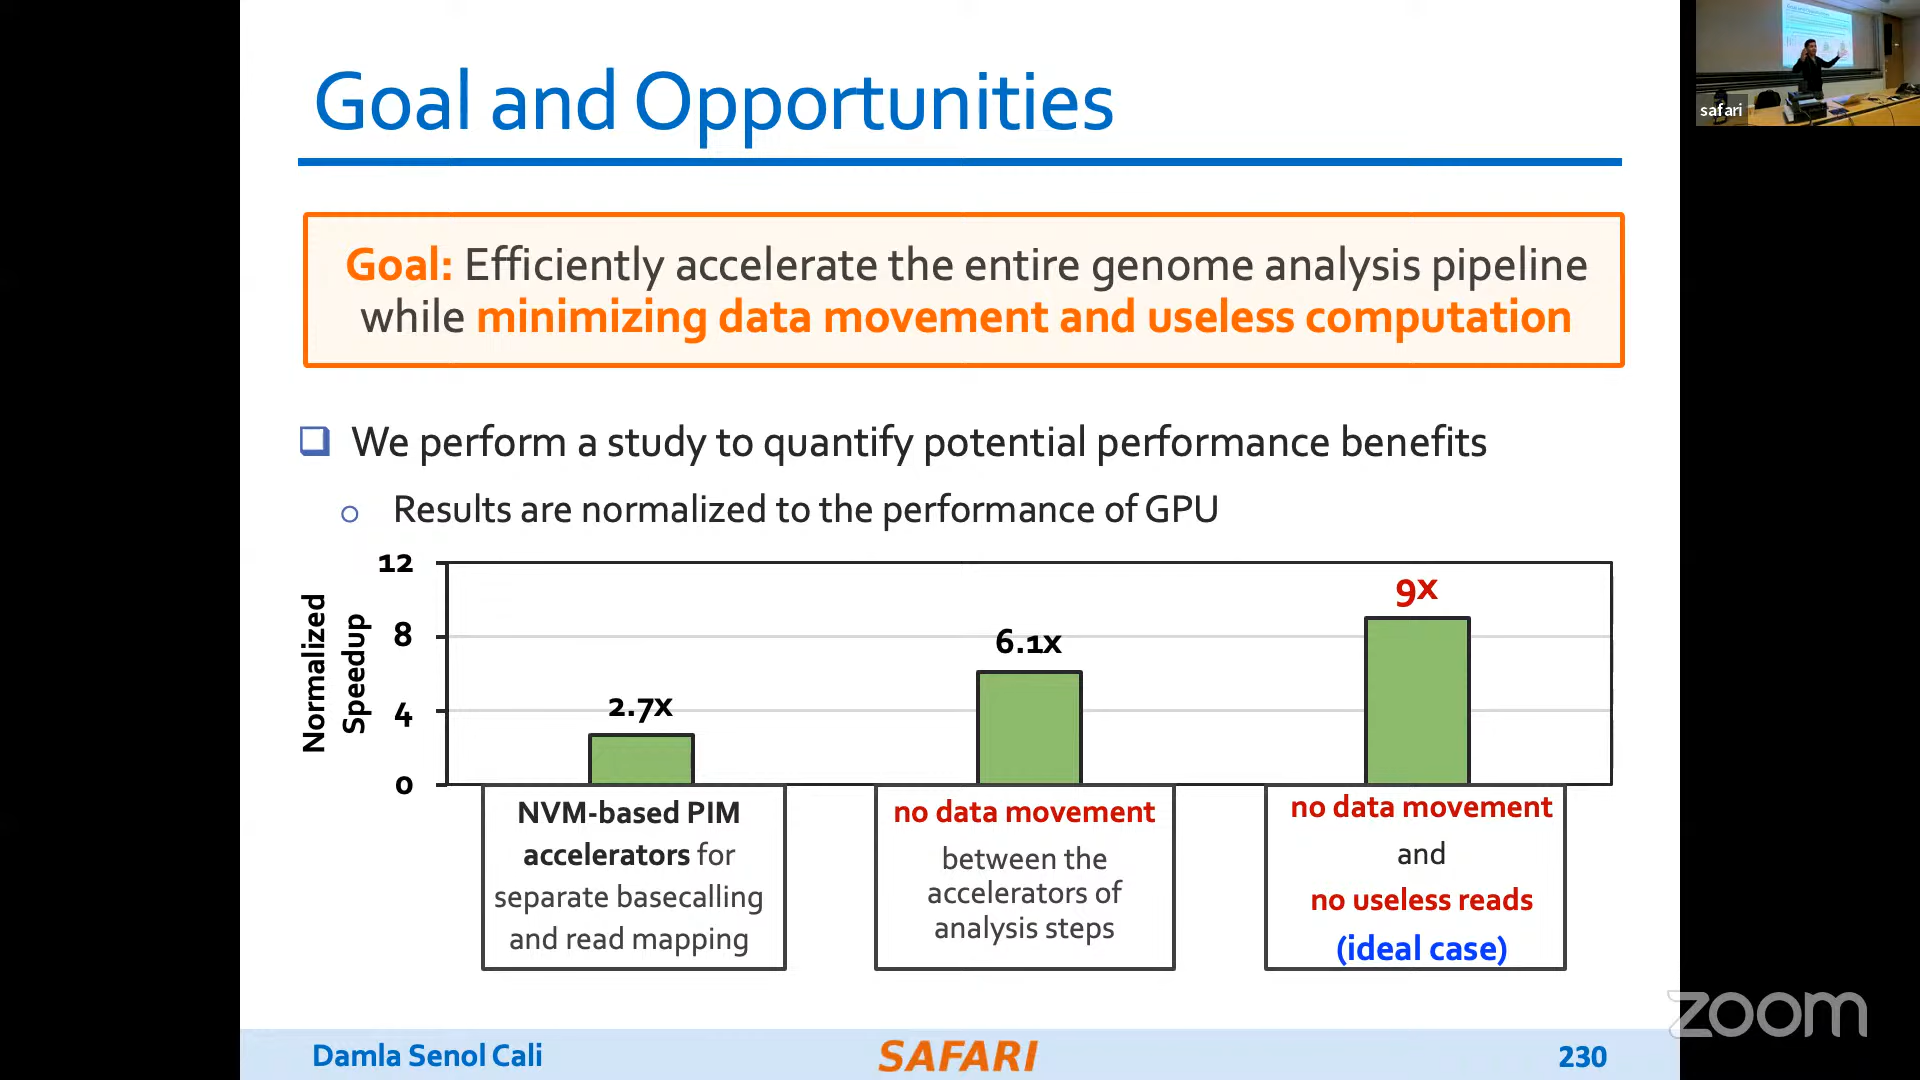 Goal and Opportunities
safari
Goal: Efficiently accelerate the entire genome analysis pipeline
while minimizing data movement and useless computation
We perform a study to quantify potential performance benefits
Results are normalized to the performance of GPU
Normalized
Speedup
12
8
4
0
2.7x
6.1x
9x
NVM-based PIM
accelerators for
separate basecalling
and read mapping
no data movement
between the
accelerators of
analysis steps
no data movement
and
no useless reads
(ideal case)
zoom
Damla Senol Cali
SAFARI
230